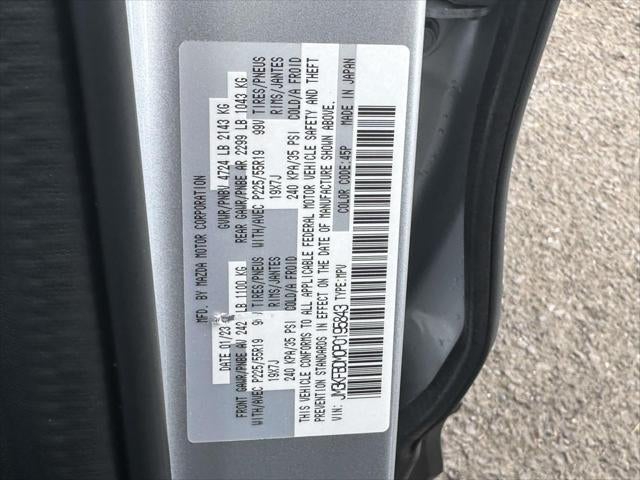 MFD. BY MAZDA MOTOR CORPORATION
DATE 01/23 GVWR/PNBV 4724 LB 2143 KG
FRONT GAWR/PNBE AV 242 LB 1100 KG REAR GAWR/PNBE AR 2299 LB 1043 KG
WITH/AVEC P225/55R19 9 V TIRES/PNEUS WITH/AVEC P225/55R19 99V TIRES/PNEUS
19X7J RIMS/JANTES 19X7J RIMS/JANTES
240 KPA/35 PSI COLD/A FROID 240 KPA/35 PSI COLD/A FROID
THIS VEHICLE CONFORMS TO ALL APPLICABLE FEDERAL MOTOR VEHICLE SAFETY AND THEFT
PREVENTION STANDARDS IN EFFECT ON THE DATE OF MANUFACTURE SHOWN ABOVE.
VIN: JM3KFBDM0P0195843 TYPE:MPV COLOR CODE:45P MADE IN JAPAN